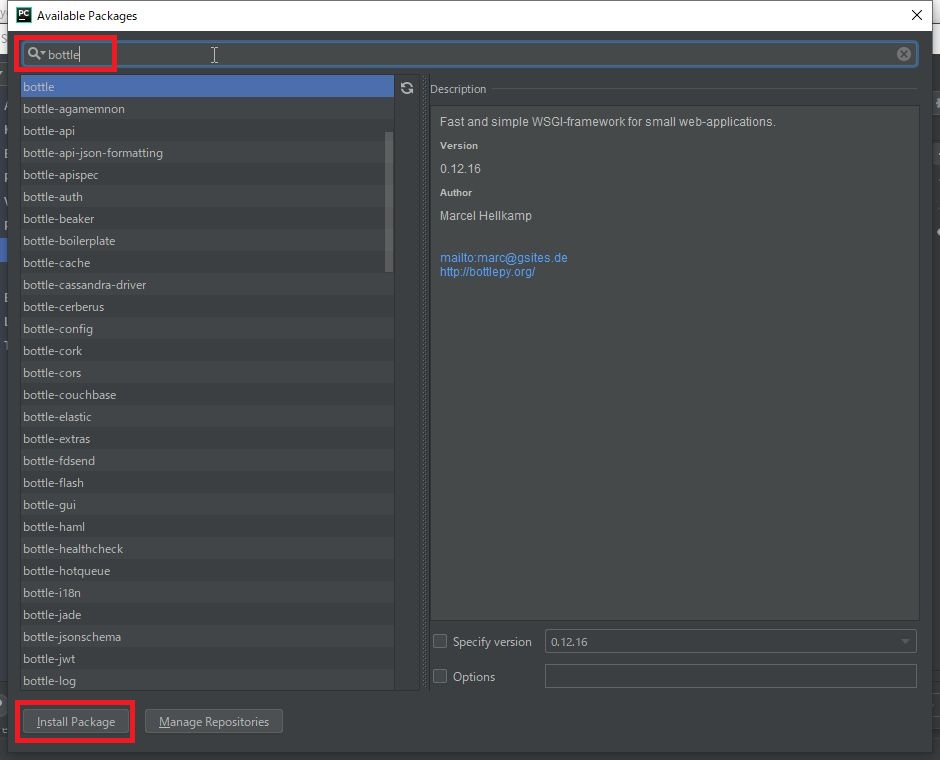 PC Available Packages
bottle
bottle
bottle-agamemnon
bottle-api
bottle-api-json-formatting
bottle-apispec
bottle-auth
bottle-beaker
bottle-boilerplate
bottle-cache
bottle-cassandra-driver
bottle-cerberus
bottle-config
bottle-cork
bottle-cors
bottle-couchbase
bottle-elastic
bottle-extras
bottle-fdsend
bottle-flash
bottle-gui
bottle-haml
bottle-healthcheck
bottle-hotqueue
bottle-i18n
bottle-jade
bottle-jsonschema
bottle-jwt
bottle-log
Description
Fast and simple WSGI-framework for small web-applications.
Version
0.12.16
Author
Marcel Hellkamp
mailto:marc@gsites.de
http://bottlepy.org/
Specify version 0.12.16
Options
Install Package Manage Repositories